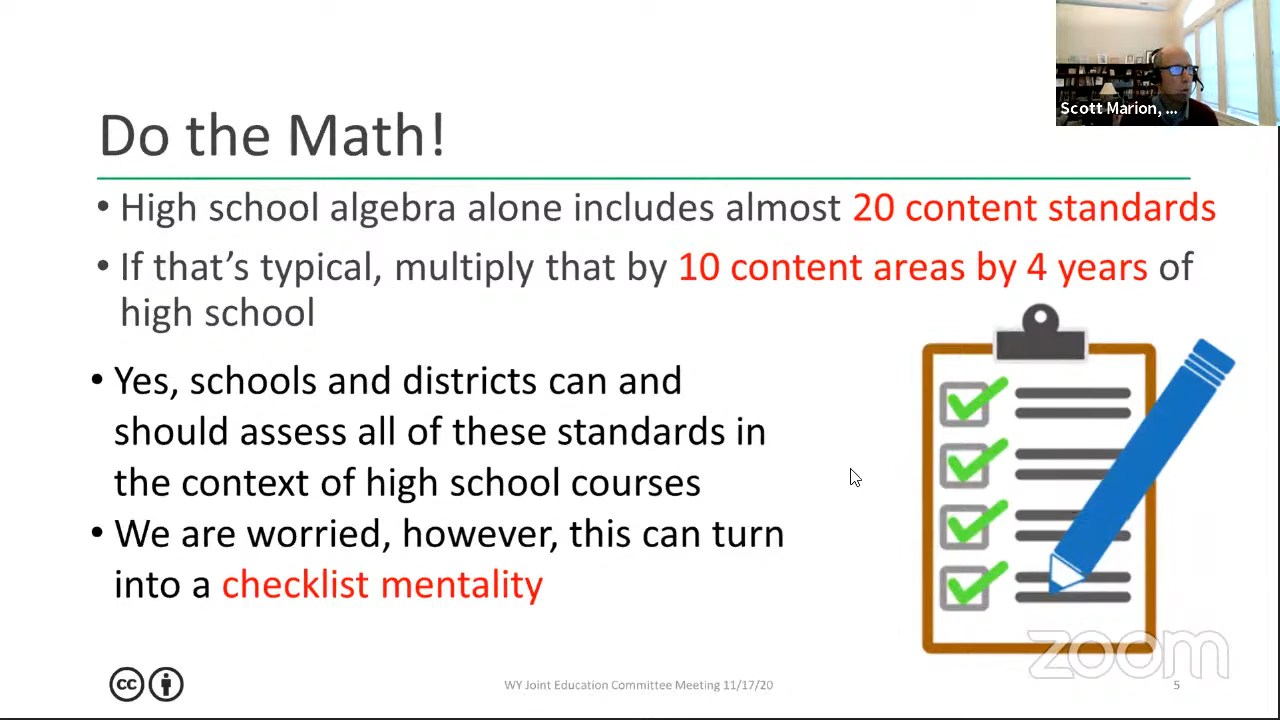 Scott Marion, ...
Do the Math!
• High school algebra alone includes almost 20 content standards
• If that's typical, multiply that by 10 content areas by 4 years of
high school
• Yes, schools and districts can and
should assess all of these standards in
the context of high school courses
• We are worried, however, this can turn
into a checklist mentality
zoom
cc
WY Joint Education Committee Meeting 11/17/20
5